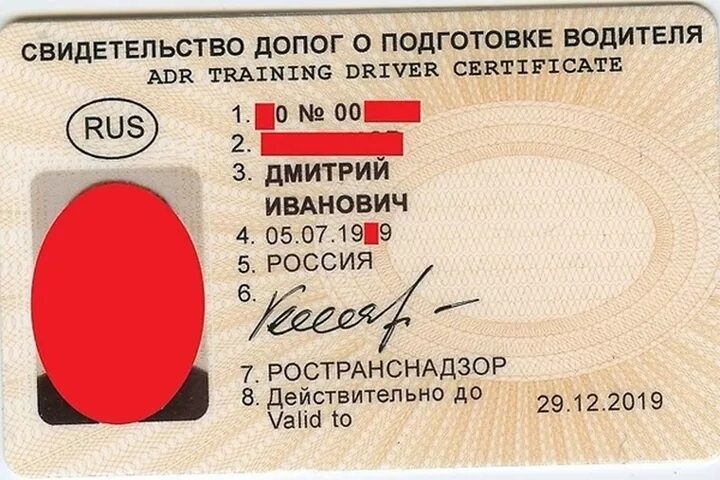 СВИДЕТЕЛЬСТВО ДОПОГ О ПОДГОТОВКЕ ВОДИТЕЛЯ
ADR TRAINING DRIVER CERTIFICATE
RUS
1. 0 № 00
2.
3. ДМИТРИЙ
ИВАНОВИЧ
4. 05.07.19 9
5. РОССИЯ
6.
7. РОСТРАНСНАДЗОР
8. Действительно до
Valid to
29.12.2019